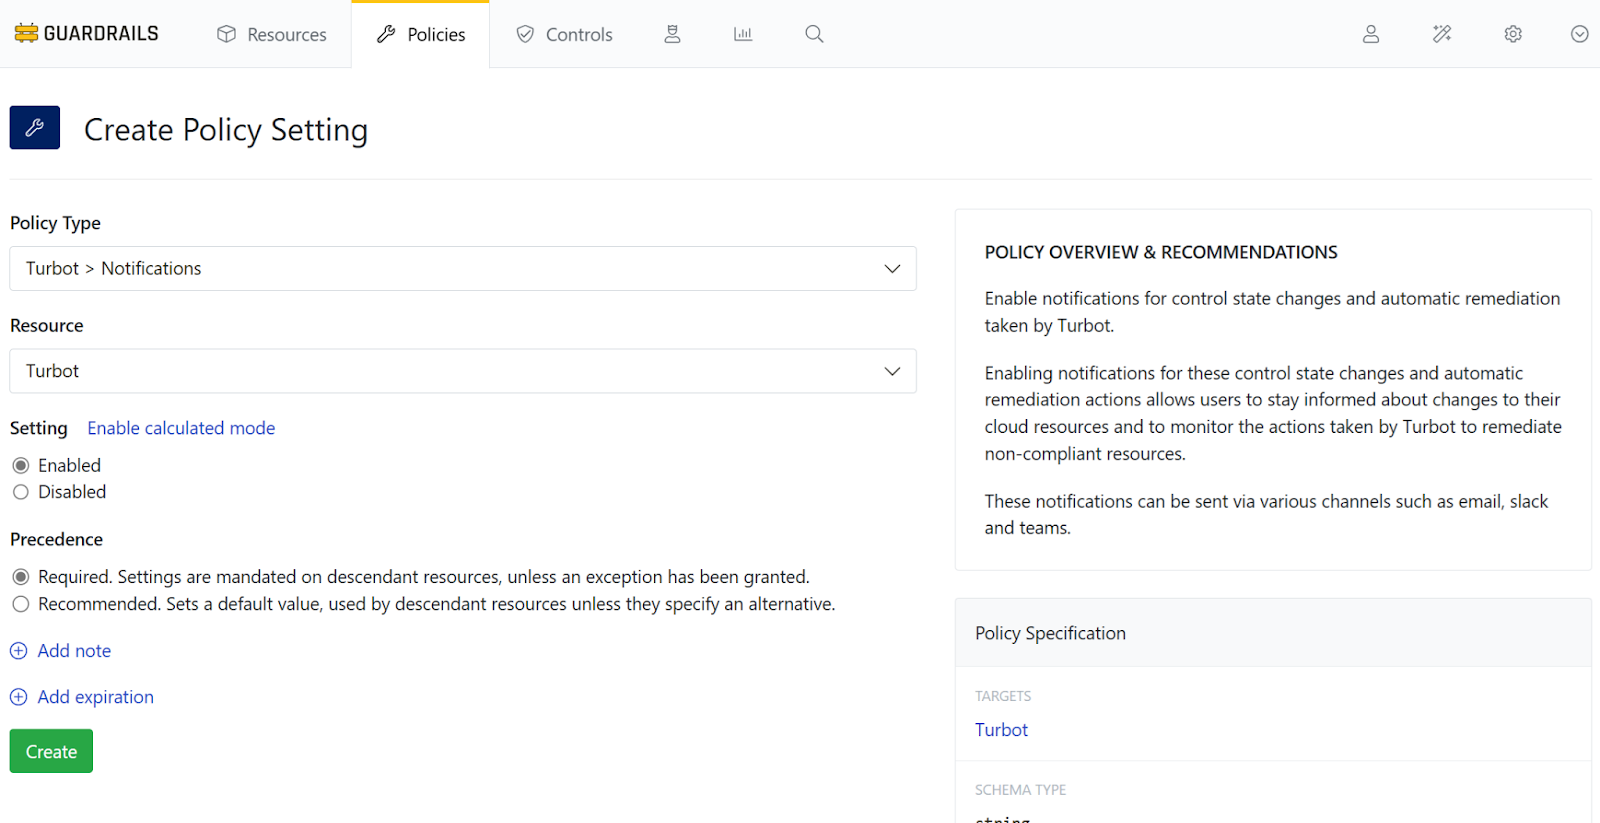 GUARDRAILS
Resources
Policies
Controls
Create Policy Setting
Policy Type
Turbot > Notifications
Resource
Turbot
Setting Enable calculated mode
Enabled
Disabled
Precedence
Required. Settings are mandated on descendant resources, unless an exception has been granted.
Recommended. Sets a default value, used by descendant resources unless they specify an alternative.
Add note
Add expiration
Create
POLICY OVERVIEW & RECOMMENDATIONS
Enable notifications for control state changes and automatic remediation
taken by Turbot.
Enabling notifications for these control state changes and automatic
remediation actions allows users to stay informed about changes to their
cloud resources and to monitor the actions taken by Turbot to remediate
non-compliant resources.
These notifications can be sent via various channels such as email, slack
and teams.
Policy Specification
TARGETS
Turbot
SCHEMA TYPE
string